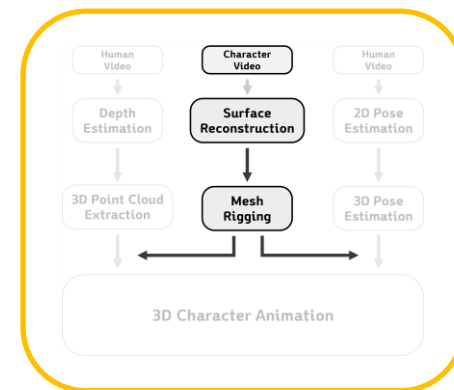 Human
Video
Character
Video
Human
Video
Depth
Estimation
Surface
Reconstruction
2D Pose
Estimation
3D Point Cloud
Extraction
Mesh
Rigging
3D Pose
Estimation
3D Character Animation